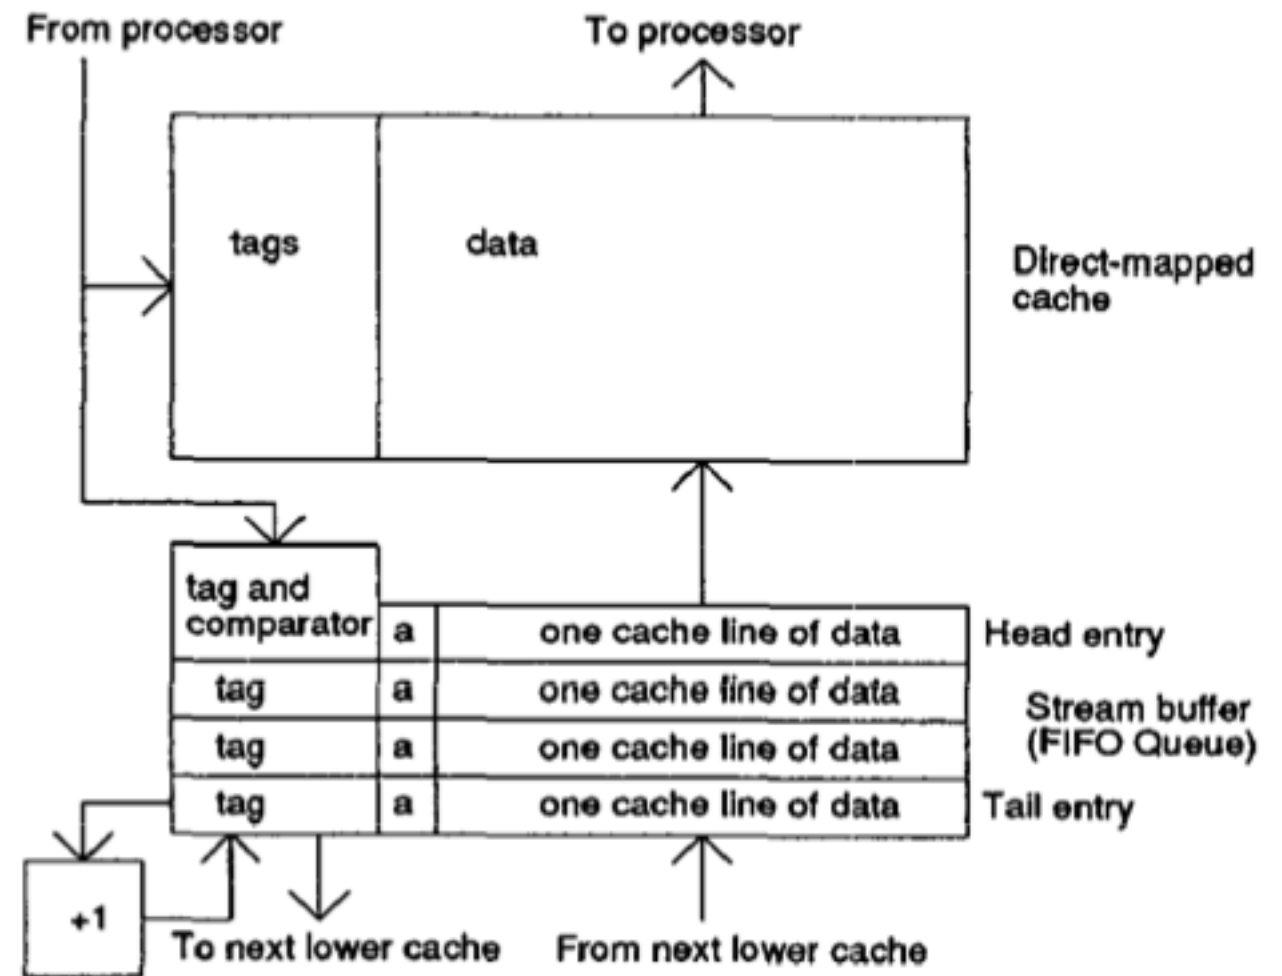 From processor
To processor
tags
data
Direct-mapped
cache
tag and
comparator
a
one cache line of data
Head entry
tag
a
one cache line of data
Stream buffer
(FIFO Queue)
tag
a
one cache line of data
tag
a
one cache line of data
Tail entry
+1
To next lower cache
From next lower cache